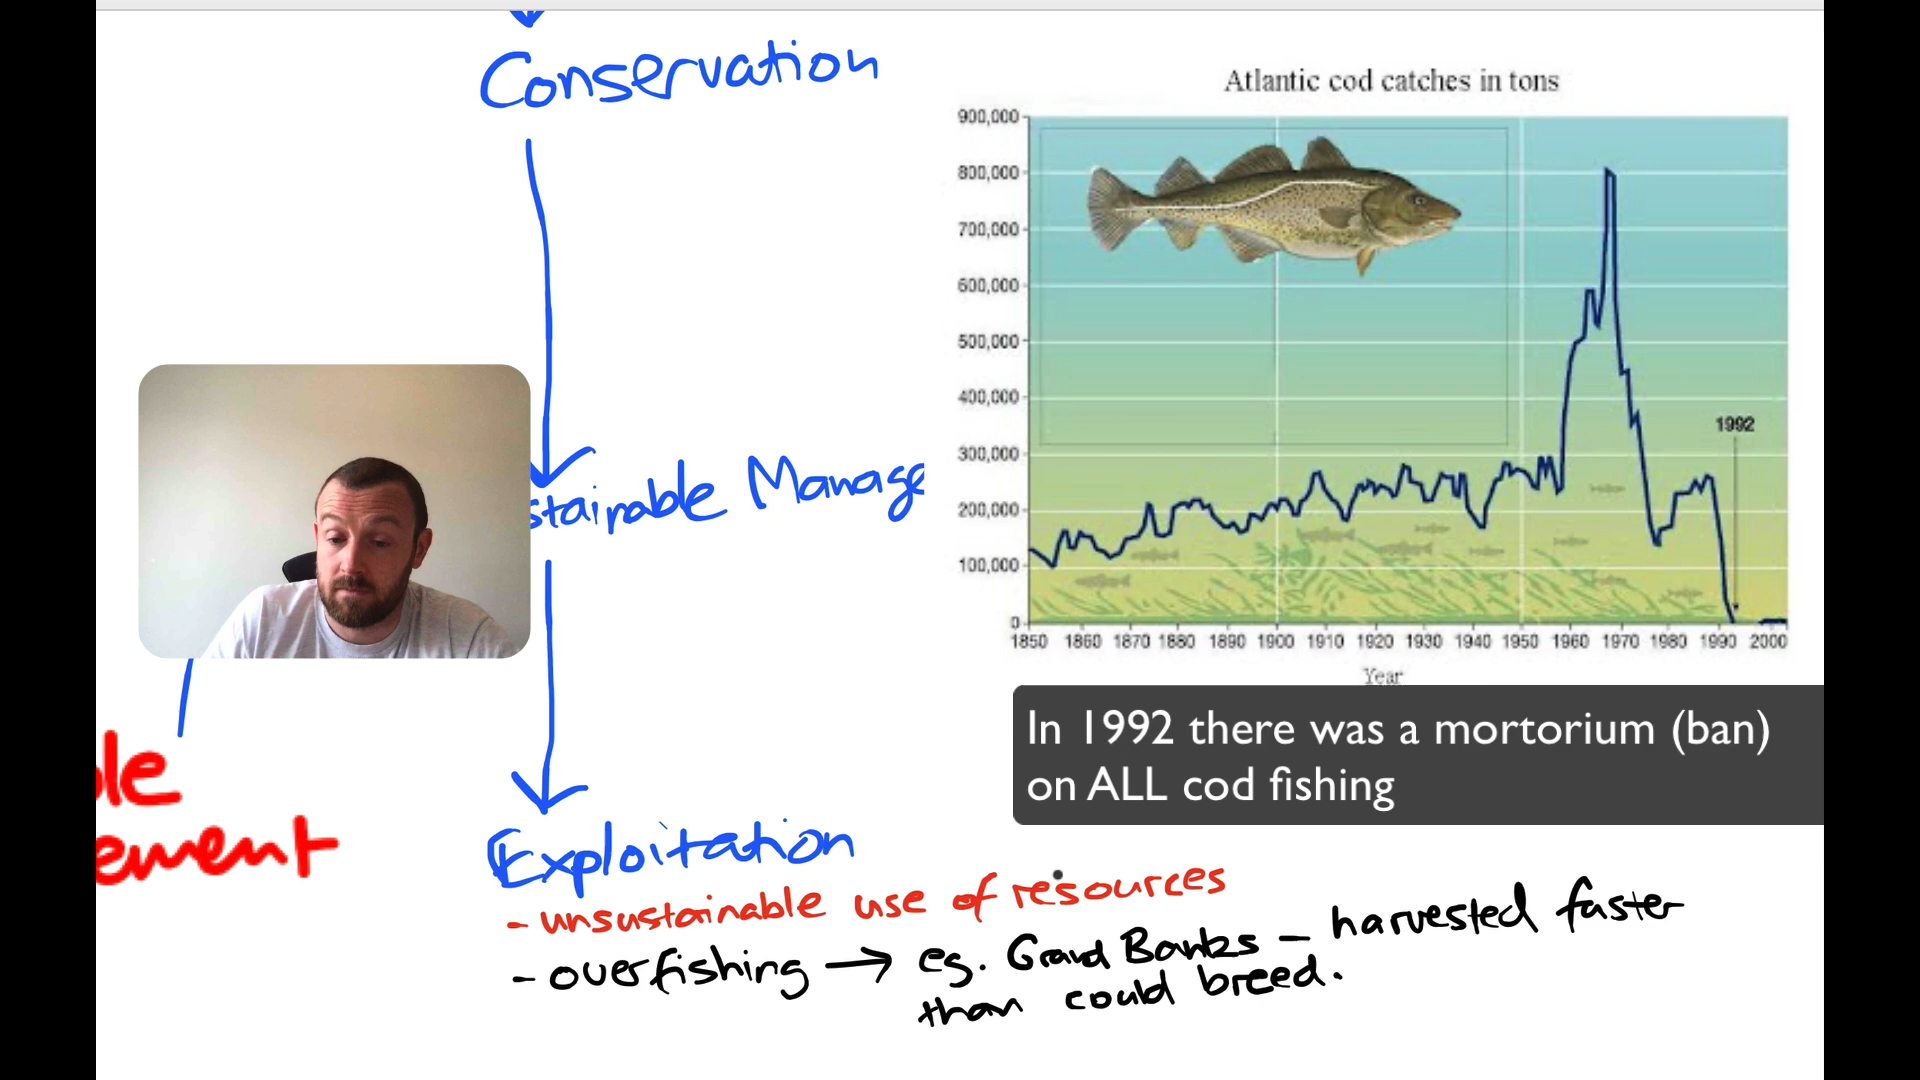 Conservation
Atlantic cod catches in tons
900,000
800,000
700,000
600,000
500,000
400,000
300,000
200,000
100,000
0
1992
1850 1860 1870 1880 1890 1900 1910 1920 1930 1940 1950 1960 1970 1980 1990 2000
Year
stainable Manage
In 1992 there was a mortorium (ban)
on ALL cod fishing
le
ement
Exploitation
- unsustainable use of resources
- overfishing → eg. Grand Banks – harvested faster
than could breed.